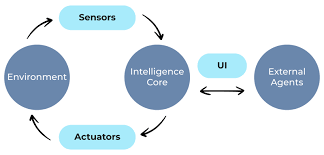 Sensors
Environment
Intelligence
Core
UI
External
Agents
Actuators